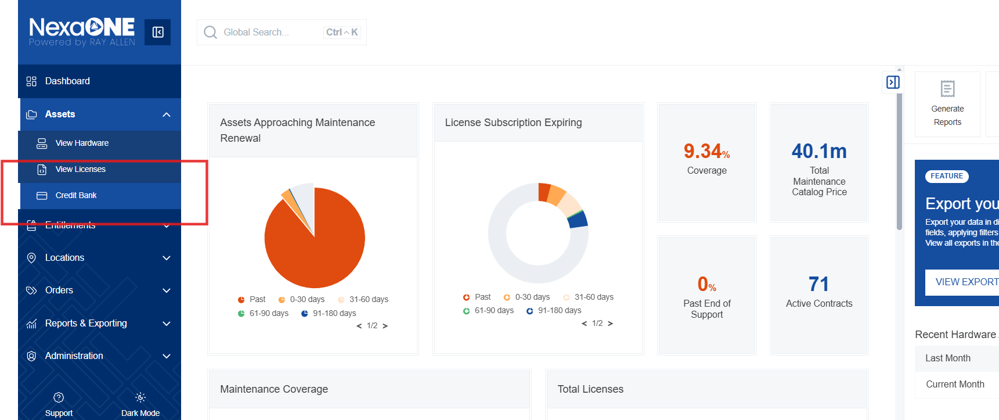 NexaONE
Powered by RAY ALLEN
Global Search...
Ctrl K
Dashboard
Assets
View Hardware
View Licenses
Credit Bank
Entitlements
Locations
Orders
Reports & Exporting
Administration
Support
Dark Mode
Assets Approaching Maintenance
Renewal
Past
0-30 days
31-60 days
61-90 days
91-180 days
< 1/2 >
License Subscription Expiring
Past
0-30 days
31-60 days
61-90 days
91-180 days
< 1/2 >
9.34%
Coverage
40.1m
Total
Maintenance
Catalog Price
0%
Past End of
Support
71
Active Contracts
Maintenance Coverage
Total Licenses
Generate
Reports
FEATURE
Export you
Export your data in di
fields, applying filters
View all exports in the
VIEW EXPORT
Recent Hardware
Last Month
Current Month